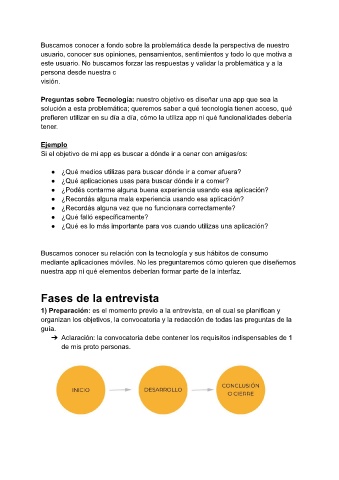 Buscamos conocer a fondo sobre la problemática desde la perspectiva de nuestro
usuario, conocer sus opiniones, pensamientos, sentimientos y todo lo que motiva a
este usuario. No buscamos forzar las respuestas y validar la problemática y a la
persona desde nuestra c
visión.
Preguntas sobre Tecnología: nuestro objetivo es diseñar una app que sea la
solución a esta problemática; queremos saber a qué tecnología tienen acceso, qué
prefieren utilizar en su día a día, cómo la utiliza app ni qué funcionalidades debería
tener.
Ejemplo
Si el objetivo de mi app es buscar a dónde ir a cenar con amigas/os:
● ¿Qué medios utilizas para buscar dónde ir a comer afuera?
● ¿Qué aplicaciones usas para buscar dónde ir a comer?
● ¿Podés contarme alguna buena experiencia usando esa aplicación?
● ¿Recordás alguna mala experiencia usando esa aplicación?
● ¿Recordás alguna vez que no funcionara correctamente?
● ¿Qué falló específicamente?
● ¿Qué es lo más importante para vos cuando utilizas una aplicación?
Buscamos conocer su relación con la tecnología y sus hábitos de consumo
mediante aplicaciones móviles. No les preguntaremos cómo quieren que diseñemos
nuestra app ni qué elementos deberían formar parte de la interfaz.
Fases de la entrevista
1) Preparación: es el momento previo a la entrevista, en el cual se planifican y
organizan los objetivos, la convocatoria y la redacción de todas las preguntas de la
guía.
➔ Aclaración: la convocatoria debe contener los requisitos indispensables de 1
de mis proto personas.
INICIO
DESARROLLO
CONCLUSIÓN
O CIERRE